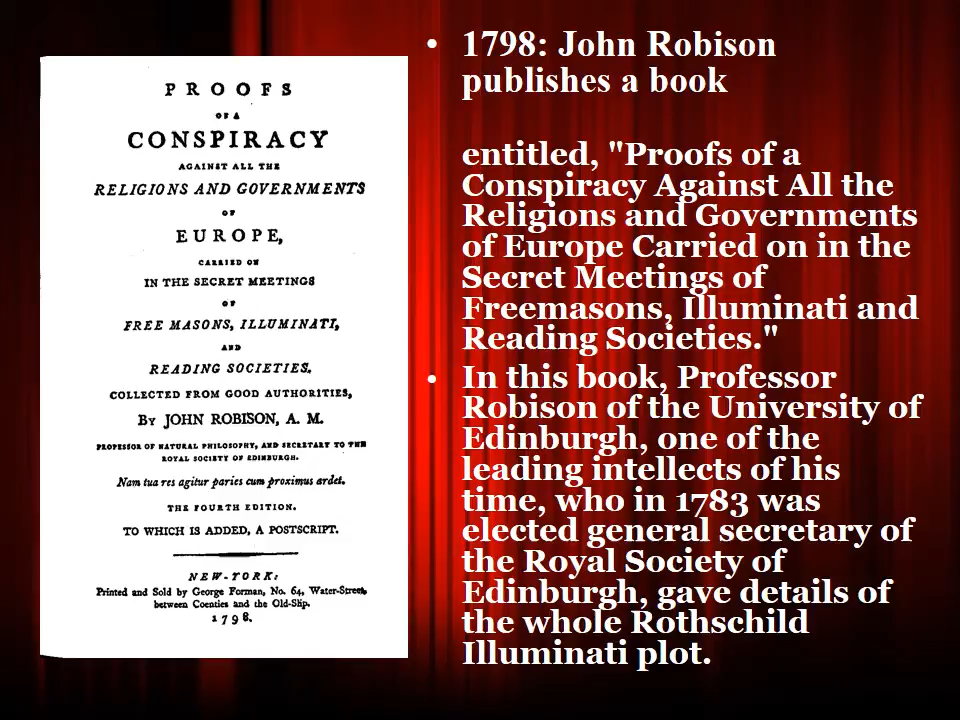 PROOFS
OF A
CONSPIRACY
AGAINST ALL THE
RELIGIONS AND GOVERNMENTS
OF
EUROPE,
CARRIED ON
IN THE SECRET MEETINGS
OF
FREE MASONS, ILLUMINATI,
AND
READING SOCIETIES.
COLLECTED FROM GOOD AUTHORITIES,
BY JOHN ROBISON, A. M.
PROFESSOR OF NATURAL PHILOSOPHY, AND SECRETARY TO THE
ROYAL SOCIETY OF EDINBURGH.
Nam tua res agitur paries cum proximus ardet.
THE FOURTH EDITION.
TO WHICH IS ADDED, A POSTSCRIPT.
NEW-YORK:
Printed and Sold by George Forman, No. 64, Water-Street,
between Coenties and the Old-Slip.
1798.
• 1798: John Robison
publishes a book
entitled, "Proofs of a
Conspiracy Against All the
Religions and Governments
of Europe Carried on in the
Secret Meetings of
Freemasons, Illuminati and
Reading Societies."
• In this book, Professor
Robison of the University of
Edinburgh, one of the
leading intellects of his
time, who in 1783 was
elected general secretary of
the Royal Society of
Edinburgh, gave details of
the whole Rothschild
Illuminati plot.